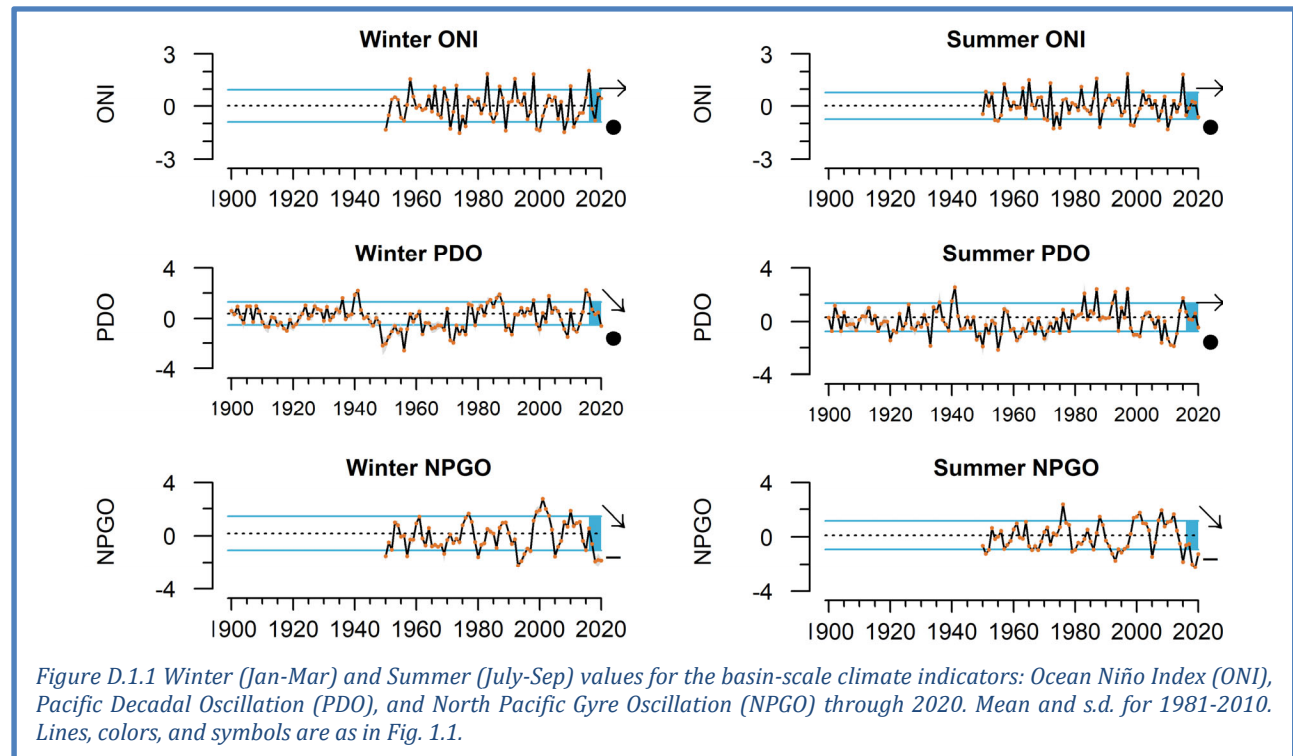 Winter ONI
ONI
3
0
-3
1900 1920 1940 1960 1980 2000 2020
Summer ONI
ONI
3
0
-3
1900 1920 1940 1960 1980 2000 2020
Winter PDO
PDO
4
0
-4
1900 1920 1940 1960 1980 2000 2020
Summer PDO
PDO
4
0
-4
1900 1920 1940 1960 1980 2000 2020
Winter NPGO
NPGO
4
0
-4
1900 1920 1940 1960 1980 2000 2020
Summer NPGO
NPGO
4
0
-4
1900 1920 1940 1960 1980 2000 2020
Figure D.1.1 Winter (Jan-Mar) and Summer (July-Sep) values for the basin-scale climate indicators: Ocean Niño Index (ONI),
Pacific Decadal Oscillation (PDO), and North Pacific Gyre Oscillation (NPGO) through 2020. Mean and s.d. for 1981-2010.
Lines, colors, and symbols are as in Fig. 1.1.